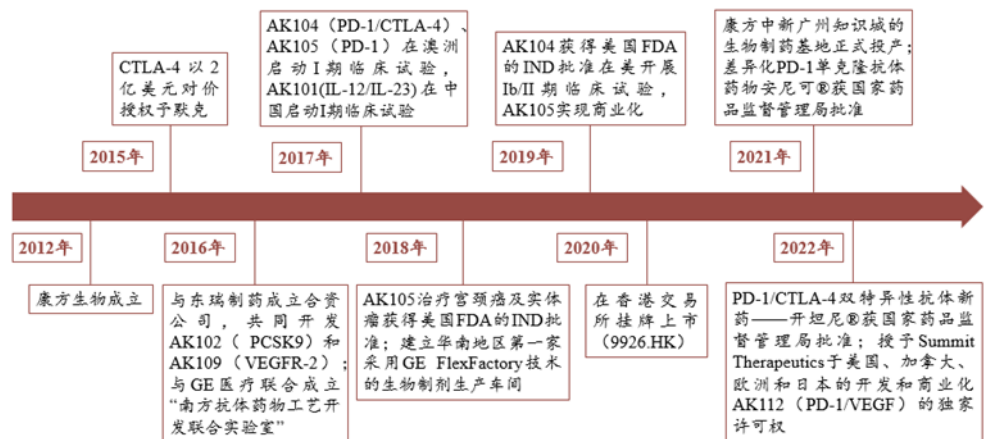 CTLA-4 以 2
亿美元对价
授权予默克
2015年
AK104（PD-1/CTLA-4）、
AK105（PD-1）在澳洲
启动I期临床试验，
AK101(IL-12/IL-23)在中
国启动I期临床试验
2017年
AK104获得美国FDA
的IND批准在美开展
Ib/II期临床试验，
AK105实现商业化
2019年
康方中新广州知识城的
生物制药基地正式投产；
差异化PD-1单克隆抗体
药物安尼可®获国家药
品监督管理局批准
2021年
2012年
康方生物成立
2016年
与东瑞制药成立合资
公司，共同开发
AK102（PCSK9）和
AK109（VEGFR-2）；
与GE医疗联合成立
“南方抗体药物工艺开
发联合实验室”
2018年
AK105治疗宫颈癌及实体
瘤获得美国FDA的IND批
准；建立华南地区第一家
采用GE FlexFactory技术
的生物制剂生产车间
2020年
在香港交易
所挂牌上市
（9926.HK）
2022年
PD-1/CTLA-4双特异性抗体新
药——开坦尼®获国家药品监
督管理局批准；授予Summit
Therapeutics于美国、加拿大、
欧洲和日本的开发和商业化
AK112（PD-1/VEGF）的独家
许可权